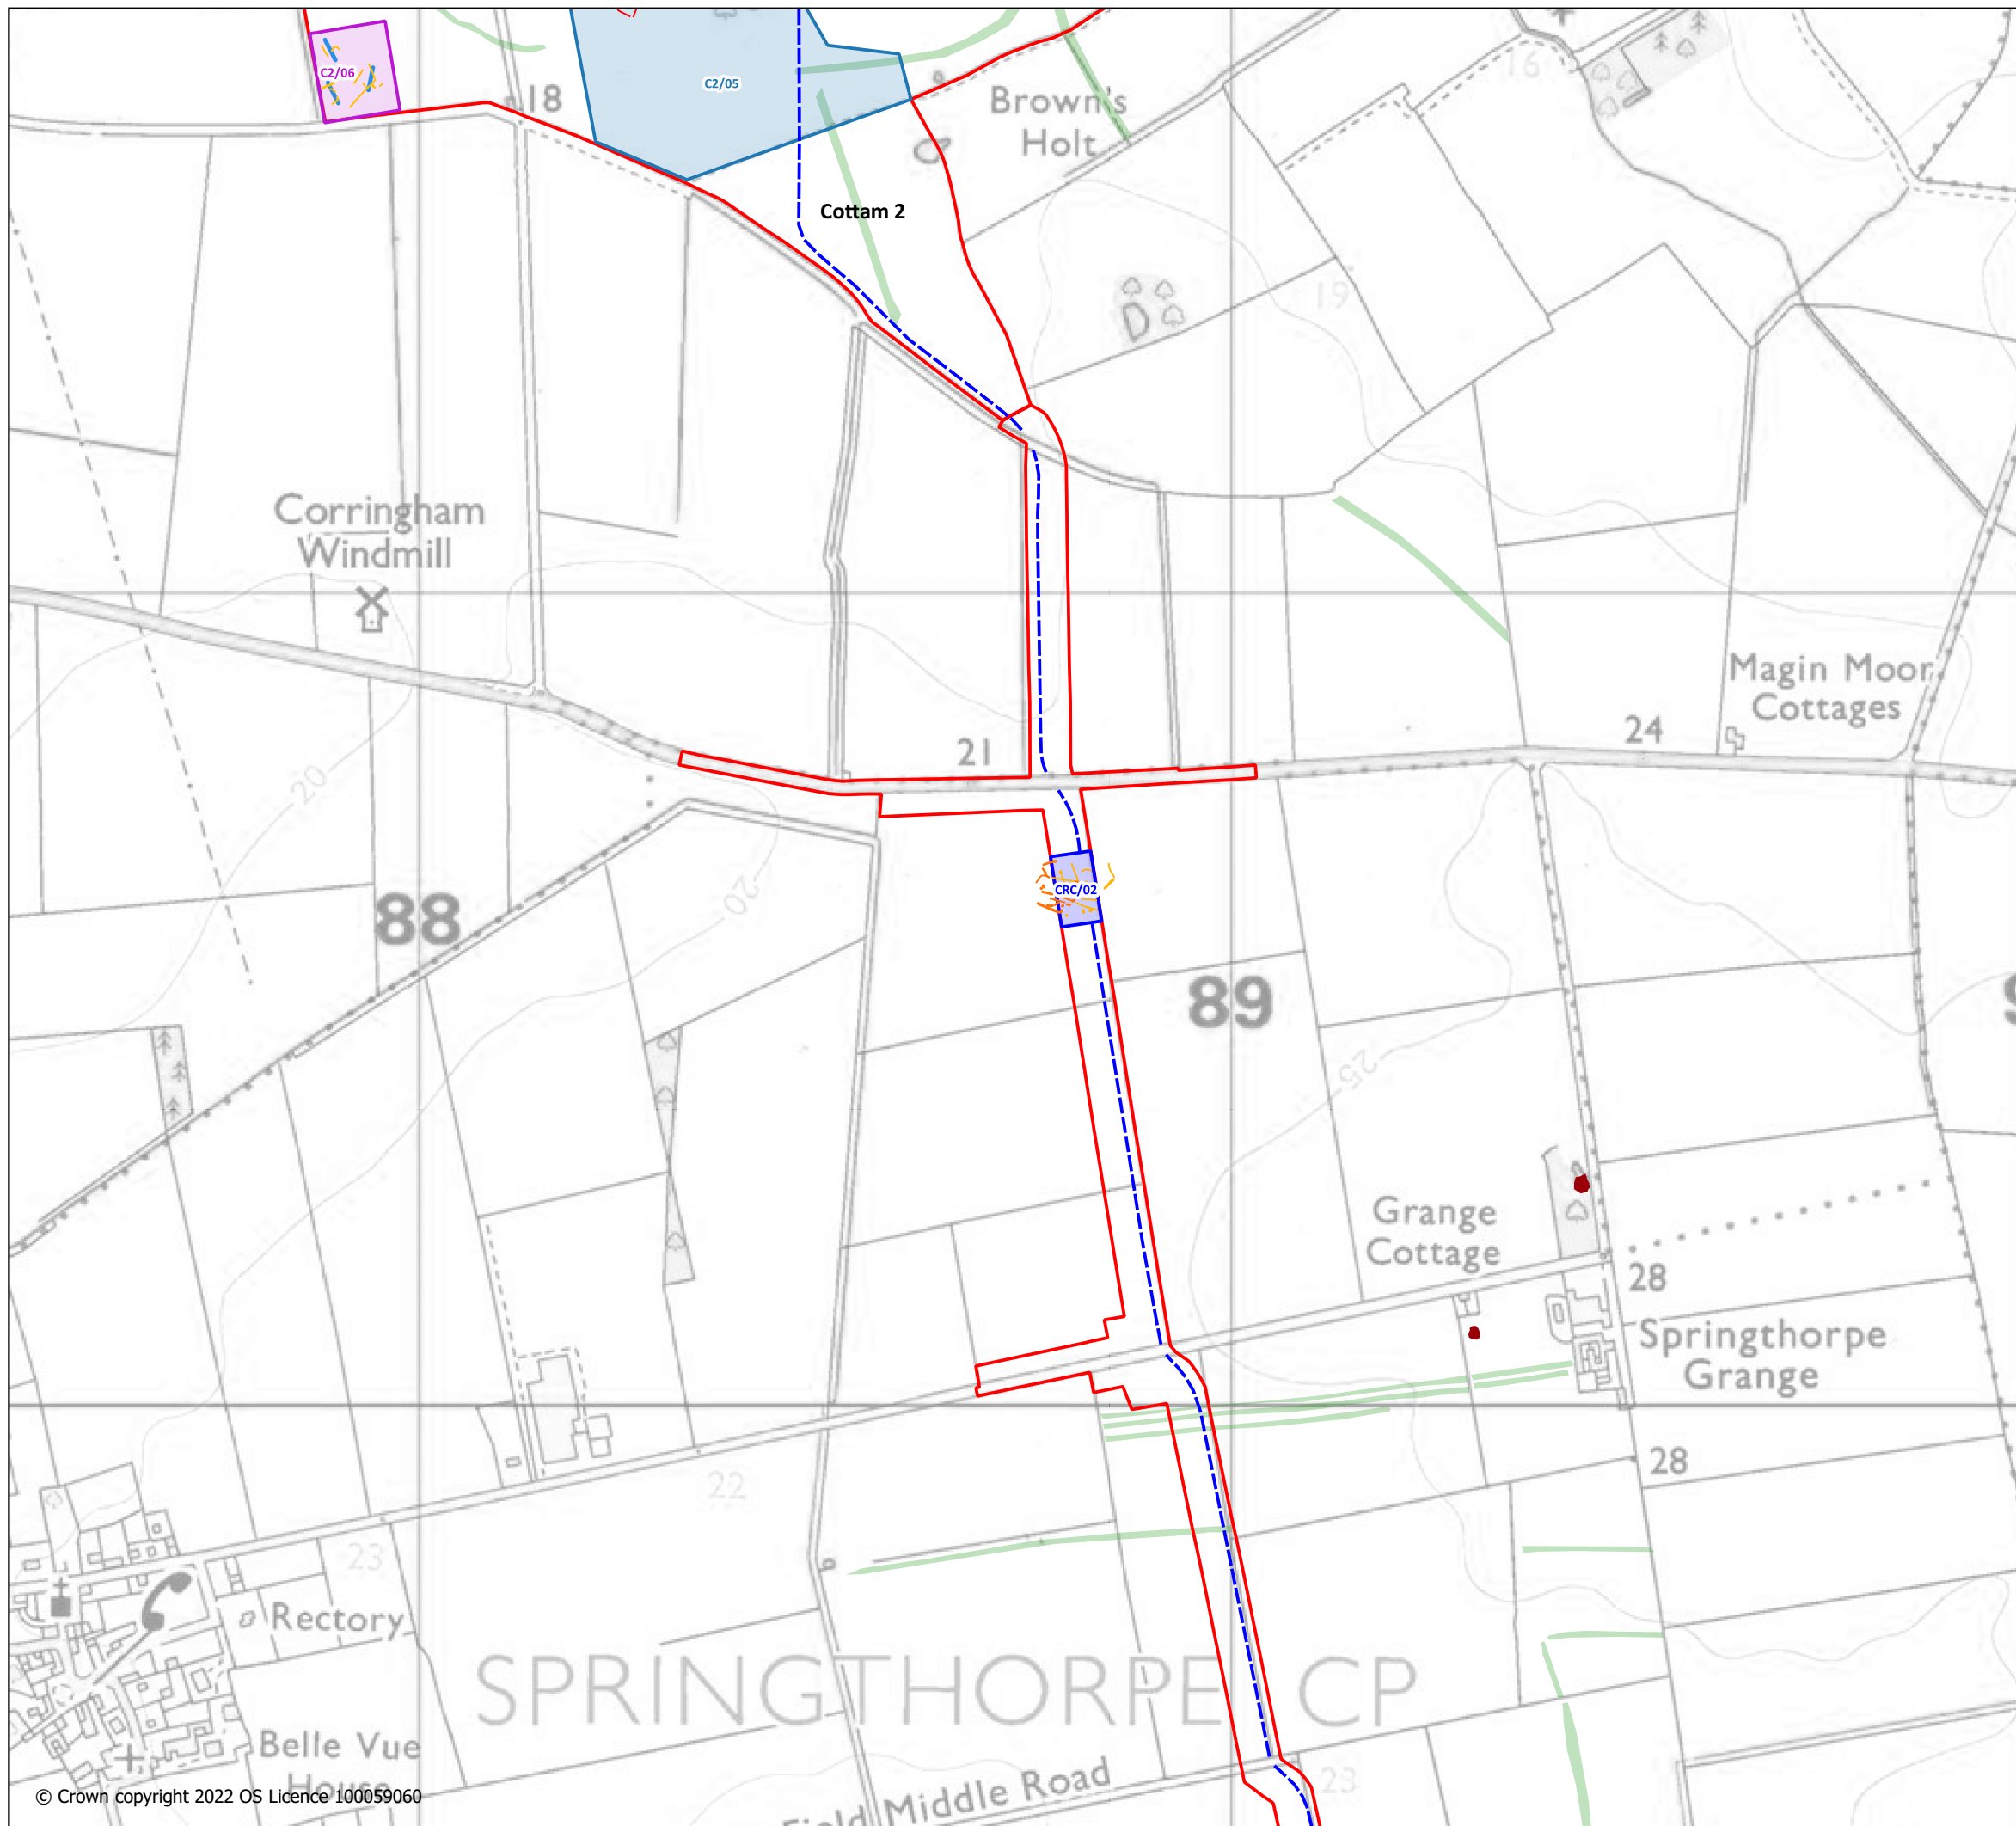 C2/06
C2/05
18
Brown's
Holt
16
Cottam 2
19
Corringham
Windmill
Magin Moor
Cottages
24
21
20
20
CRC/02
88
89
25
Grange
Cottage
28
Springthorpe
Grange
28
22
23
Rectory
SPRINGTHORPE CP
Belle Vue
House
Field Middle Road
23
© Crown copyright 2022 OS Licence 100059060